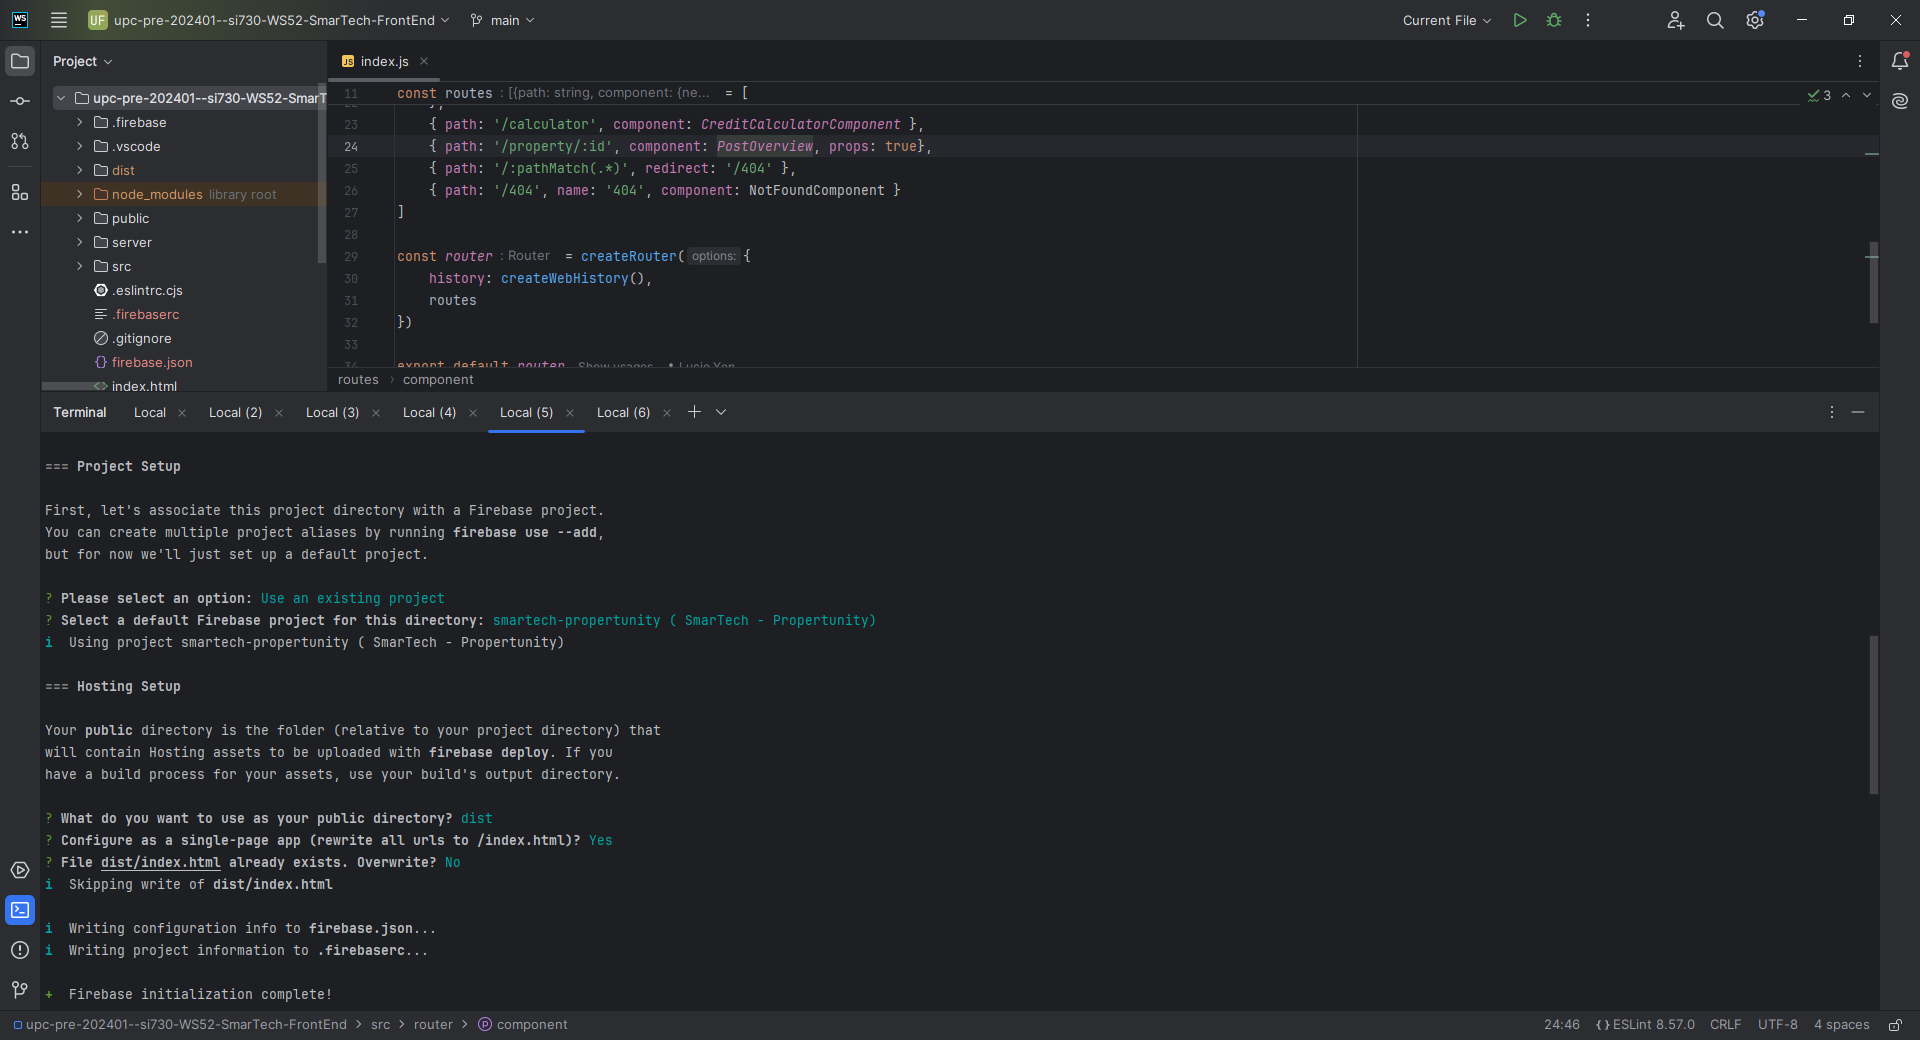 WS
UF upc-pre-202401--si730-WS52-SmarTech-FrontEnd main Current File
Project
upc-pre-202401--si730-WS52-SmarT
.firebase
.vscode
dist
node_modules library root
public
server
src
.eslintrc.cjs
.firebaserc
.gitignore
firebase.json
index.html
JS index.js
11 const routes : [{path: string, component: {ne... = [
3
23 { path: '/calculator', component: CreditCalculatorComponent },
24 { path: '/property/:id', component: PostOverview, props: true},
25 { path: '/:pathMatch(.*)', redirect: '/404' },
26 { path: '/404', name: '404', component: NotFoundComponent }
27 ]
28
29 const router : Router = createRouter( options: {
30 history: createWebHistory(),
31 routes
32 })
33
34 export default router Show usages
routes › component
Terminal Local Local (2) Local (3) Local (4) Local (5) Local (6)
=== Project Setup
First, let's associate this project directory with a Firebase project.
You can create multiple project aliases by running firebase use --add,
but for now we'll just set up a default project.
? Please select an option: Use an existing project
? Select a default Firebase project for this directory: smartech-propertunity ( SmarTech - Propertunity)
i Using project smartech-propertunity ( SmarTech - Propertunity)
=== Hosting Setup
Your public directory is the folder (relative to your project directory) that
will contain Hosting assets to be uploaded with firebase deploy. If you
have a build process for your assets, use your build's output directory.
? What do you want to use as your public directory? dist
? Configure as a single-page app (rewrite all urls to /index.html)? Yes
? File dist/index.html already exists. Overwrite? No
i Skipping write of dist/index.html
i Writing configuration info to firebase.json...
i Writing project information to .firebaserc...
+ Firebase initialization complete!
upc-pre-202401--si730-WS52-SmarTech-FrontEnd > src > router > component 24:46 {} ESLint 8.57.0 CRLF UTF-8 4 spaces